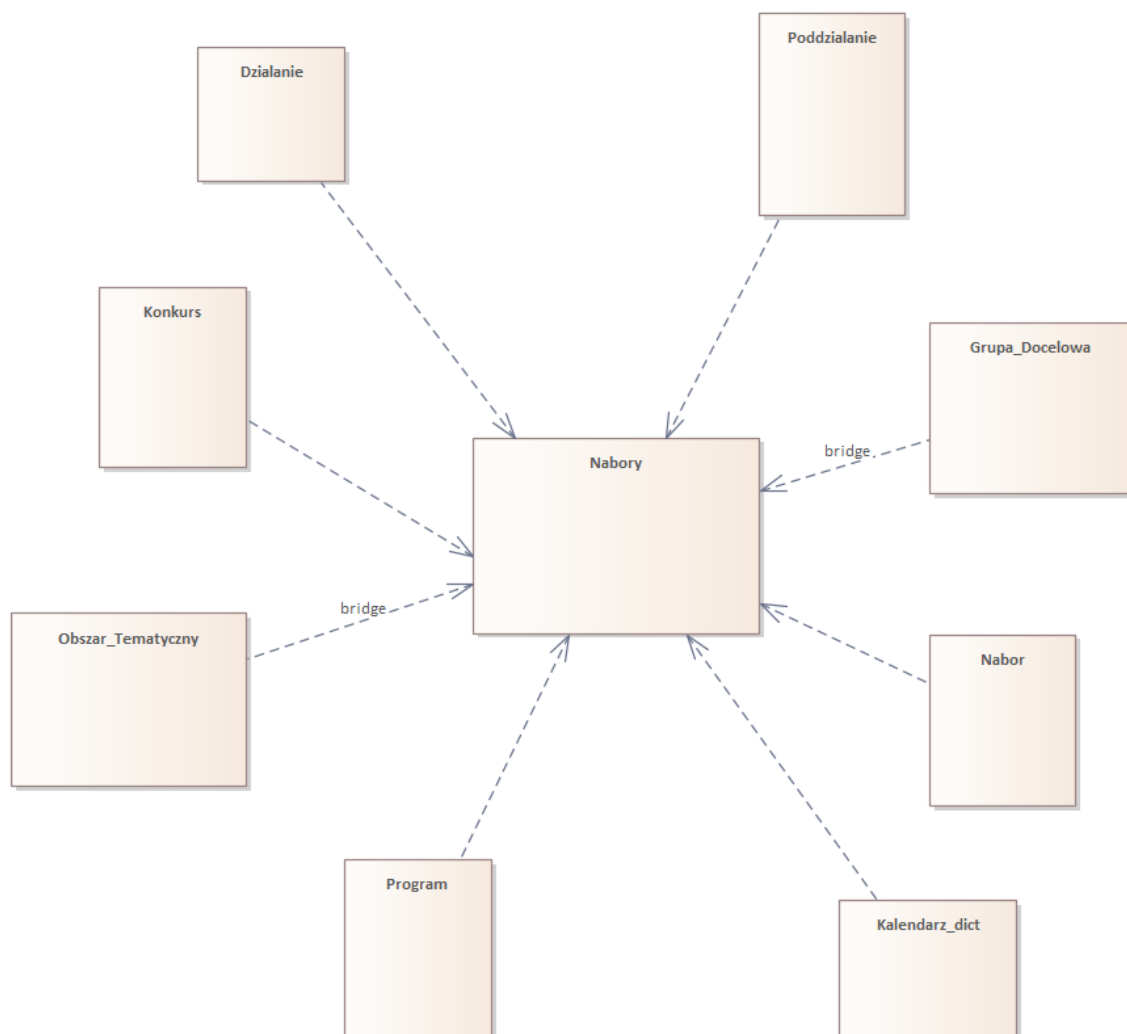 Poddzialanie
Dzialanie
Konkurs
Grupa_Docelowa
bridge
Nabory
bridge
Obszar_Tematyczny
Nabor
Program
Kalendarz_dict